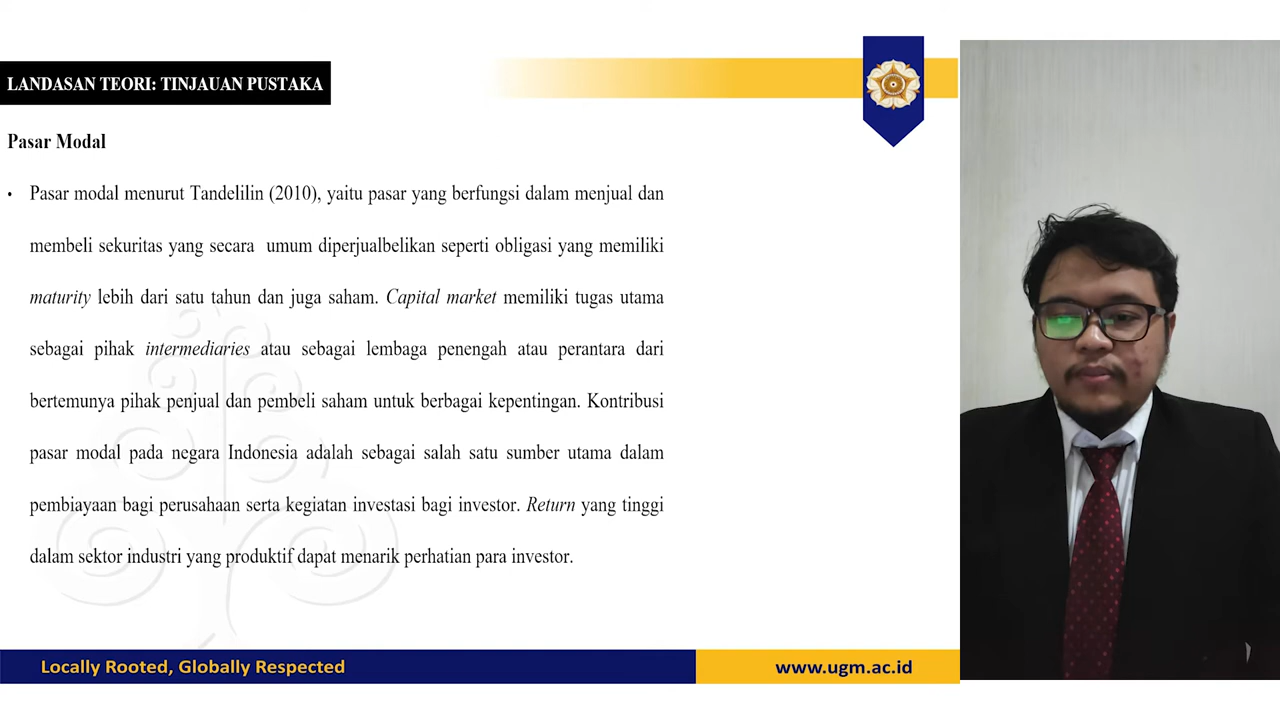 LANDASAN TEORI: TINJAUAN PUSTAKA
Pasar Modal
• Pasar modal menurut Tandelilin (2010), yaitu pasar yang berfungsi dalam menjual dan
membeli sekuritas yang secara umum diperjualbelikan seperti obligasi yang memiliki
maturity lebih dari satu tahun dan juga saham. Capital market memiliki tugas utama
sebagai pihak intermediaries atau sebagai lembaga penengah atau perantara dari
bertemunya pihak penjual dan pembeli saham untuk berbagai kepentingan. Kontribusi
pasar modal pada negara Indonesia adalah sebagai salah satu sumber utama dalam
pembiayaan bagi perusahaan serta kegiatan investasi bagi investor. Return yang tinggi
dalam sektor industri yang produktif dapat menarik perhatian para investor.
Locally Rooted, Globally Respected
www.ugm.ac.id